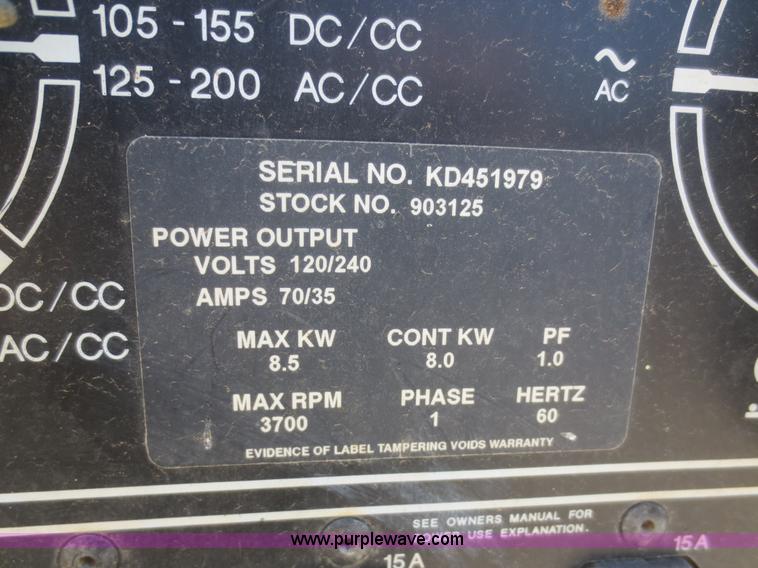 105 - 155 DC/CC
125 - 200 AC/CC
AC
SERIAL NO. KD451979
STOCK NO. 903125
POWER OUTPUT
VOLTS 120/240
AMPS 70/35
DC/CC
AC/CC
MAX KW CONT KW PF
8.5 8.0 1.0
MAX RPM PHASE HERTZ
3700 1 60
EVIDENCE OF LABEL TAMPERING VOIDS WARRANTY
SEE OWNERS MANUAL FOR
USE EXPLANATION.
www.purplewave.com
15A
15A